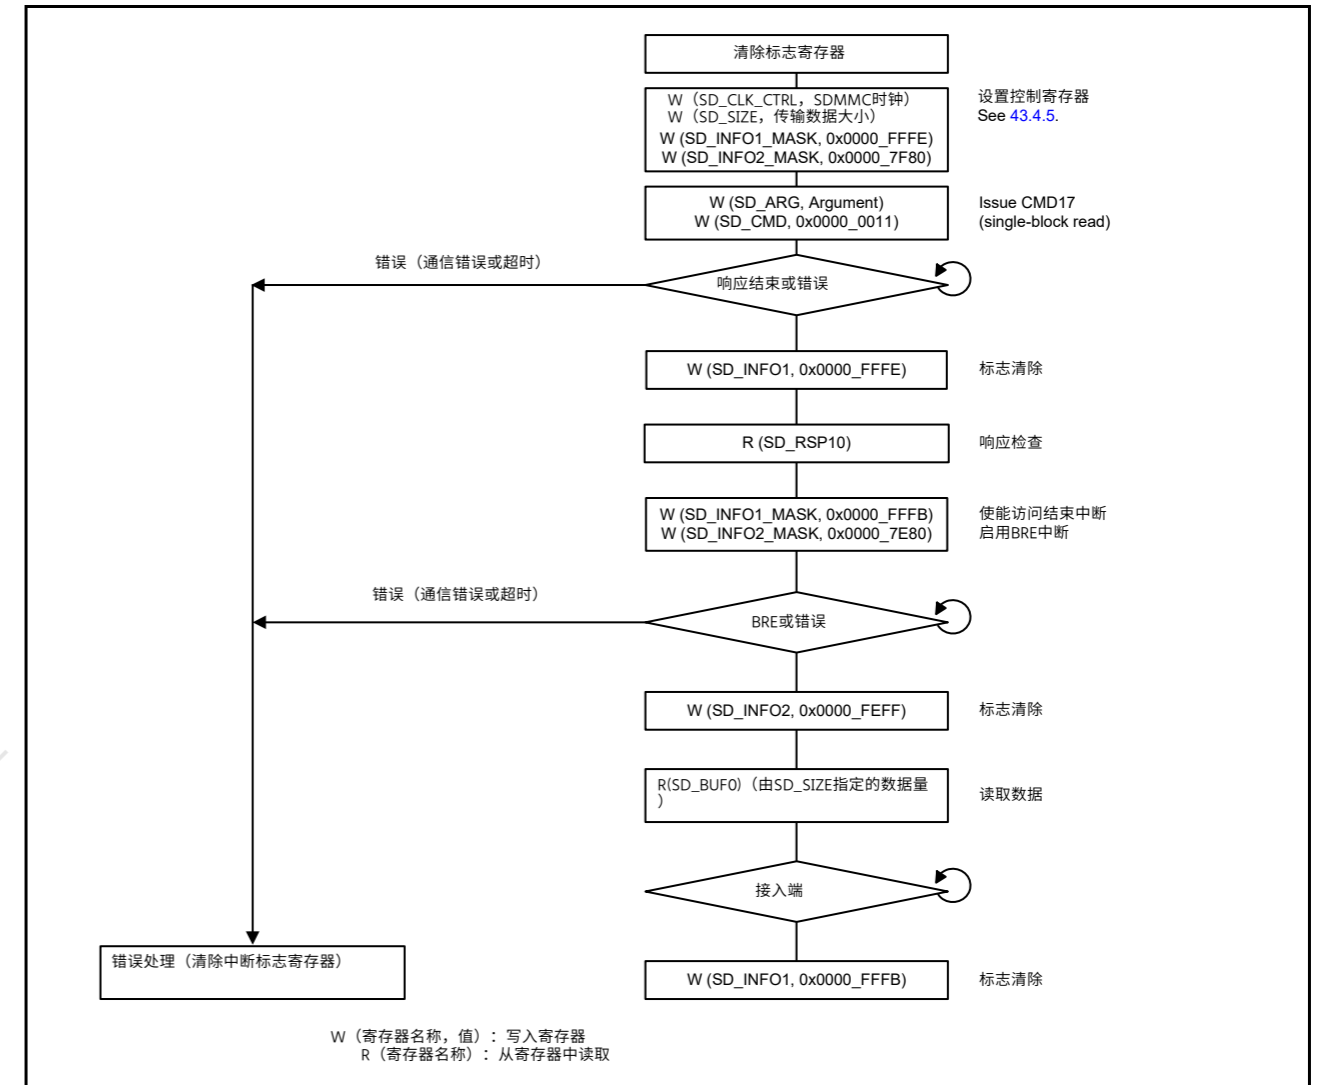 清除标志寄存器
W（SD_CLK_CTRL，SDMMC时钟）
W（SD_SIZE，传输数据大小）
W (SD_INFO1_MASK, 0x0000_FFFE)
W (SD_INFO2_MASK, 0x0000_7F80)
设置控制寄存器
See 43.4.5.
W (SD_ARG, Argument)
W (SD_CMD, 0x0000_0011)
Issue CMD17
(single-block read)
错误（通信错误或超时）
响应结束或错误
W (SD_INFO1, 0x0000_FFFE)
标志清除
R (SD_RSP10)
响应检查
W (SD_INFO1_MASK, 0x0000_FFFB)
W (SD_INFO2_MASK, 0x0000_7E80)
使能访问结束中断
启用BRE中断
错误（通信错误或超时）
BRE或错误
W (SD_INFO2, 0x0000_FEFF)
标志清除
R(SD_BUF0)（由SD_SIZE指定的数据量
）
读取数据
接入端
错误处理（清除中断标志寄存器）
W (SD_INFO1, 0x0000_FFFB)
标志清除
W（寄存器名称，值）：写入寄存器
R（寄存器名称）：从寄存器中读取